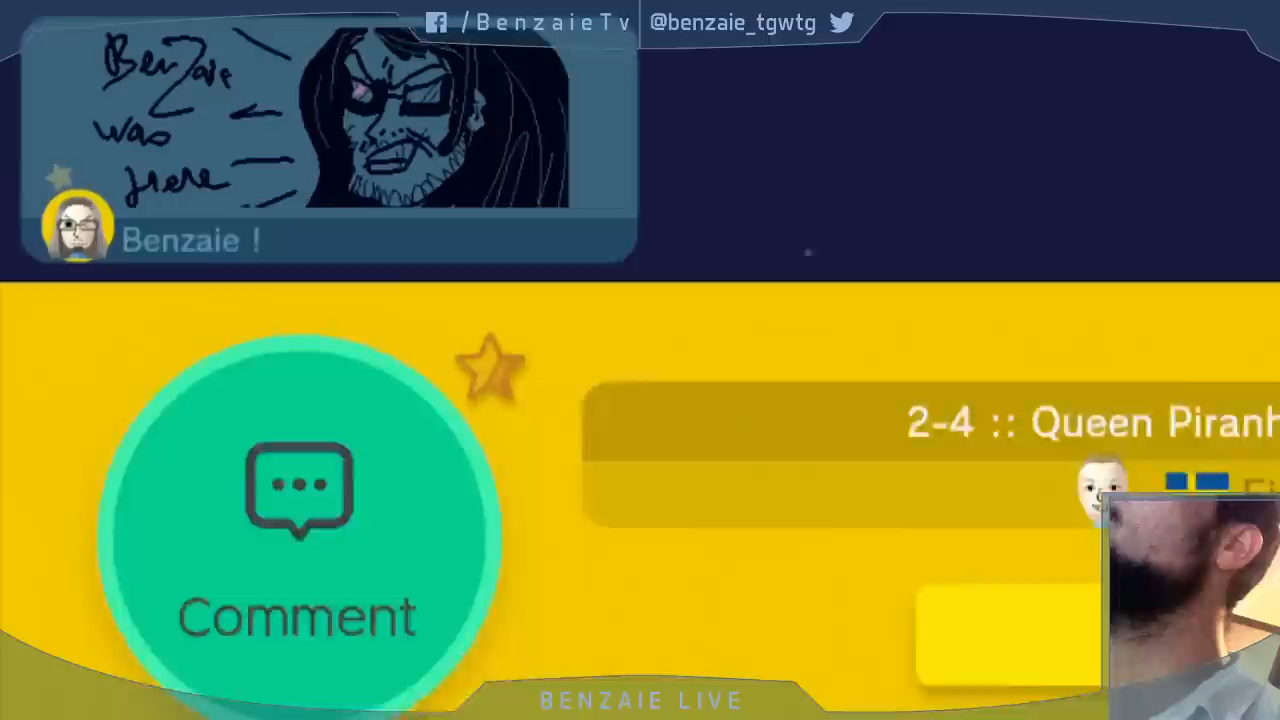 /BenzaieTv @benzaie_tgwtg
BenZaie
was
Here
Benzaie !
2-4 :: Queen Piranh
Comment
BENZAIE LIVE